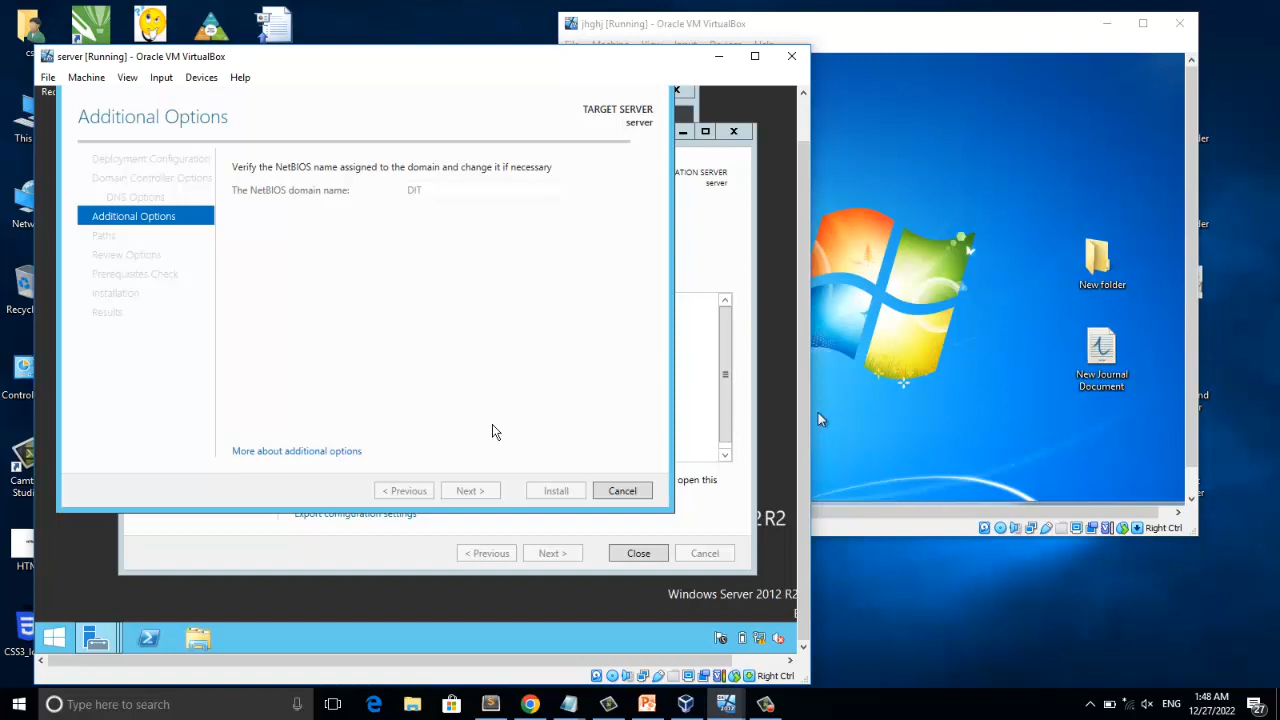 jhghj [Running] - Oracle VM VirtualBox
server [Running] - Oracle VM VirtualBox
File Machine View Input Devices Help
Additional Options
TARGET SERVER
server
Deployment Configuration
Domain Controller Options
DNS Options
Additional Options
Paths
Review Options
Prerequisites Check
Installation
Results
Verify the NetBIOS name assigned to the domain and change it if necessary
The NetBIOS domain name: DIT
More about additional options
< Previous Next > Install Cancel
ATION SERVER
server
open this
Export configuration settings
< Previous Next > Close Cancel
2 R2
Windows Server 2012 R2
Right Ctrl
New folder
New Journal
Document
Right Ctrl
This
Netw
Recycl
Control
Camt
Studi
HTM
CSS3_l
Type here to search
ENG
1:48 AM
12/27/2022
27